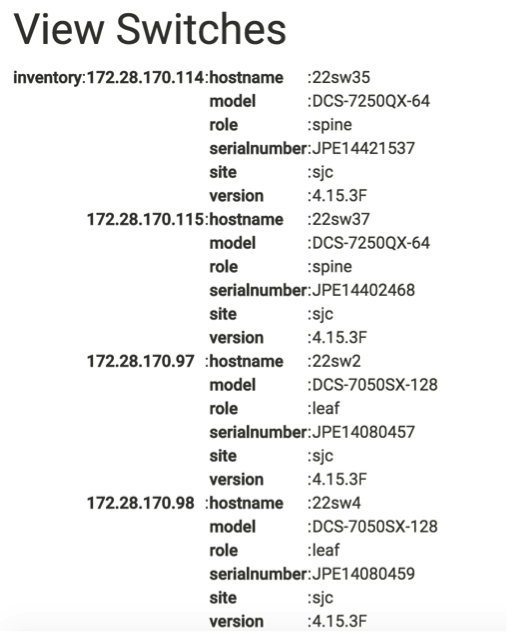 View Switches
inventory:172.28.170.114:hostname :22sw35
model :DCS-7250QX-64
role :spine
serialnumber:JPE14421537
site :sjc
version :4.15.3F
172.28.170.115:hostname :22sw37
model :DCS-7250QX-64
role :spine
serialnumber:JPE14402468
site :sjc
version :4.15.3F
172.28.170.97 :hostname :22sw2
model :DCS-7050SX-128
role :leaf
serialnumber:JPE14080457
site :sjc
version :4.15.3F
172.28.170.98 :hostname :22sw4
model :DCS-7050SX-128
role :leaf
serialnumber:JPE14080459
site :sjc
version :4.15.3F